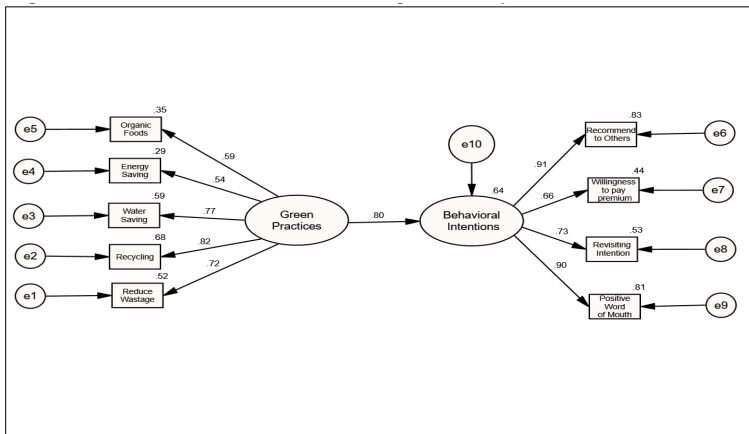 .35
e5
Organic
Foods
.29
e4
Energy
Saving
.59
e3
Water
Saving
.68
e2
Recycling
.52
e1
Reduce
Wastage
.59
.54
.77
.82
.72
Green
Practices
.80
e10
.64
Behavioral
Intentions
.91
.66
.73
.90
.83
Recommend
to Others
e6
.44
Willingness
to pay
premium
e7
.53
Revisiting
Intention
e8
.81
Positive
Word
of Mouth
e9